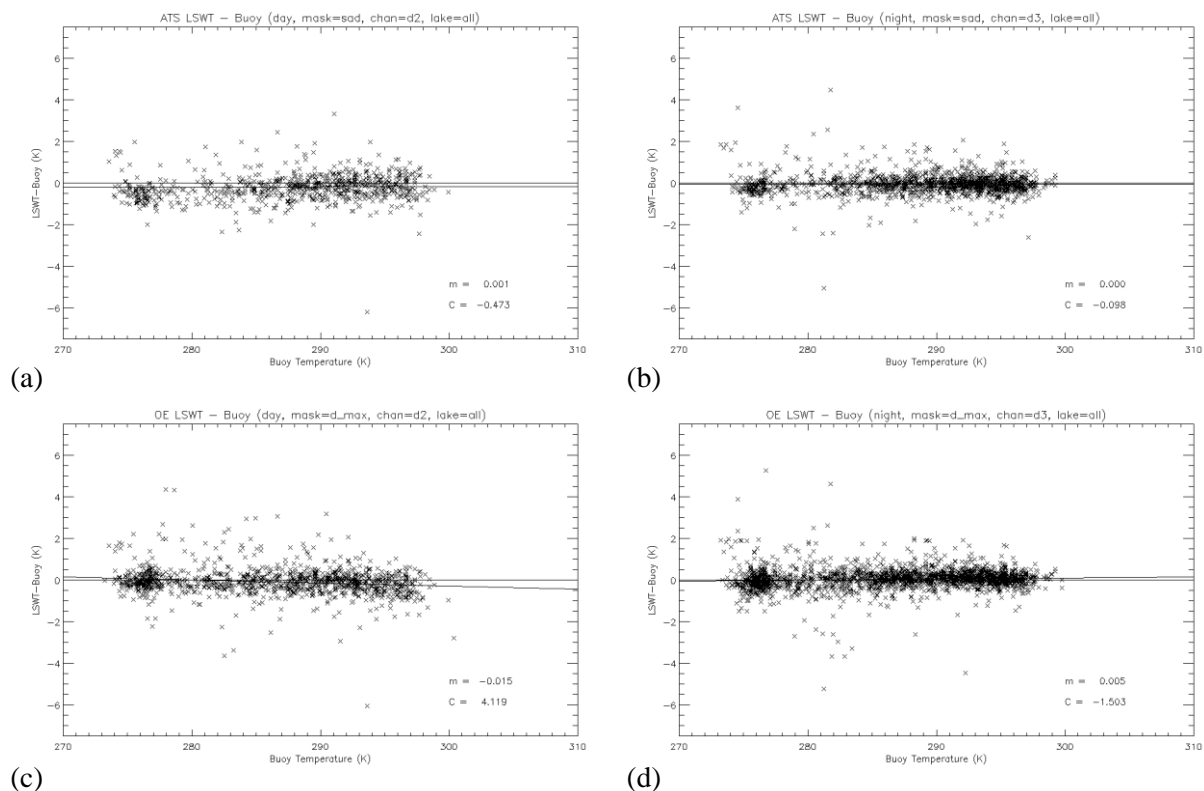 ATS LSWT – Buoy (day, mask=sad, chan=d2, lake=all)
6
4
2
0
−2
−4
−6
LSWT−Buoy (K)
m = 0.001
C = −0.473
270 280 290 300 310
Buoy Temperature (K)
(a)
ATS LSWT – Buoy (night, mask=sad, chan=d3, lake=all)
6
4
2
0
−2
−4
−6
LSWT−Buoy (K)
m = 0.000
C = −0.098
270 280 290 300 310
Buoy Temperature (K)
(b)
OE LSWT – Buoy (day, mask=d_max, chan=d2, lake=all)
6
4
2
0
−2
−4
−6
LSWT−Buoy (K)
m = −0.015
C = 4.119
270 280 290 300 310
Buoy Temperature (K)
(c)
OE LSWT – Buoy (night, mask=d_max, chan=d3, lake=all)
6
4
2
0
−2
−4
−6
LSWT−Buoy (K)
m = 0.005
C = −1.503
270 280 290 300 310
Buoy Temperature (K)
(d)